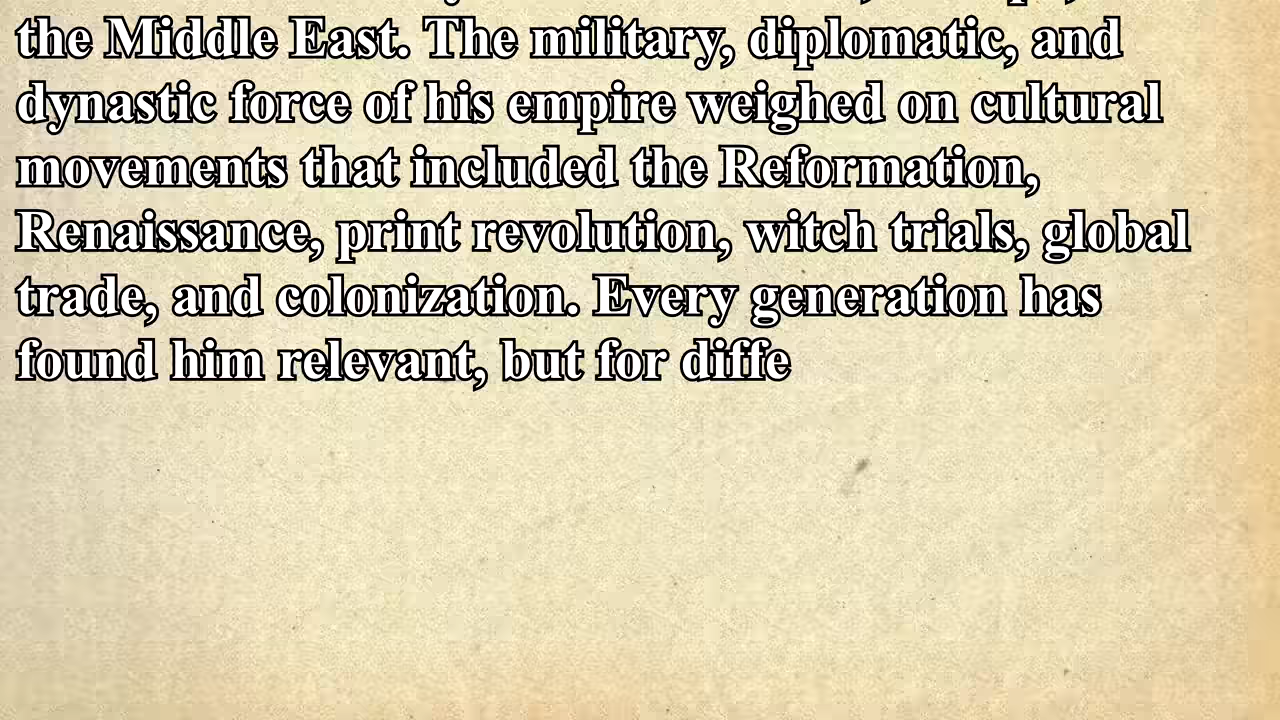 the Middle East. The military, diplomatic, and
dynastic force of his empire weighed on cultural
movements that included the Reformation,
Renaissance, print revolution, witch trials, global
trade, and colonization. Every generation has
found him relevant, but for diffe